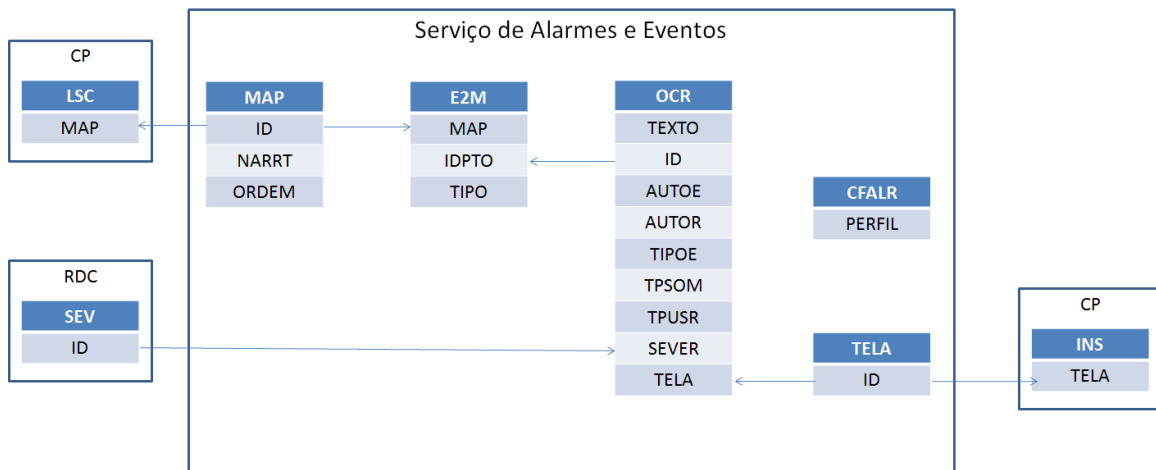 Serviço de Alarmes e Eventos
CP
LSC
MAP
MAP
ID
NARRT
ORDEM
E2M
MAP
IDPTO
TIPO
OCR
TEXTO
ID
AUTOE
AUTOR
TIPOE
TPSOM
TPUSR
SEVER
TELA
CFALR
PERFIL
RDC
SEV
ID
TELA
ID
CP
INS
TELA